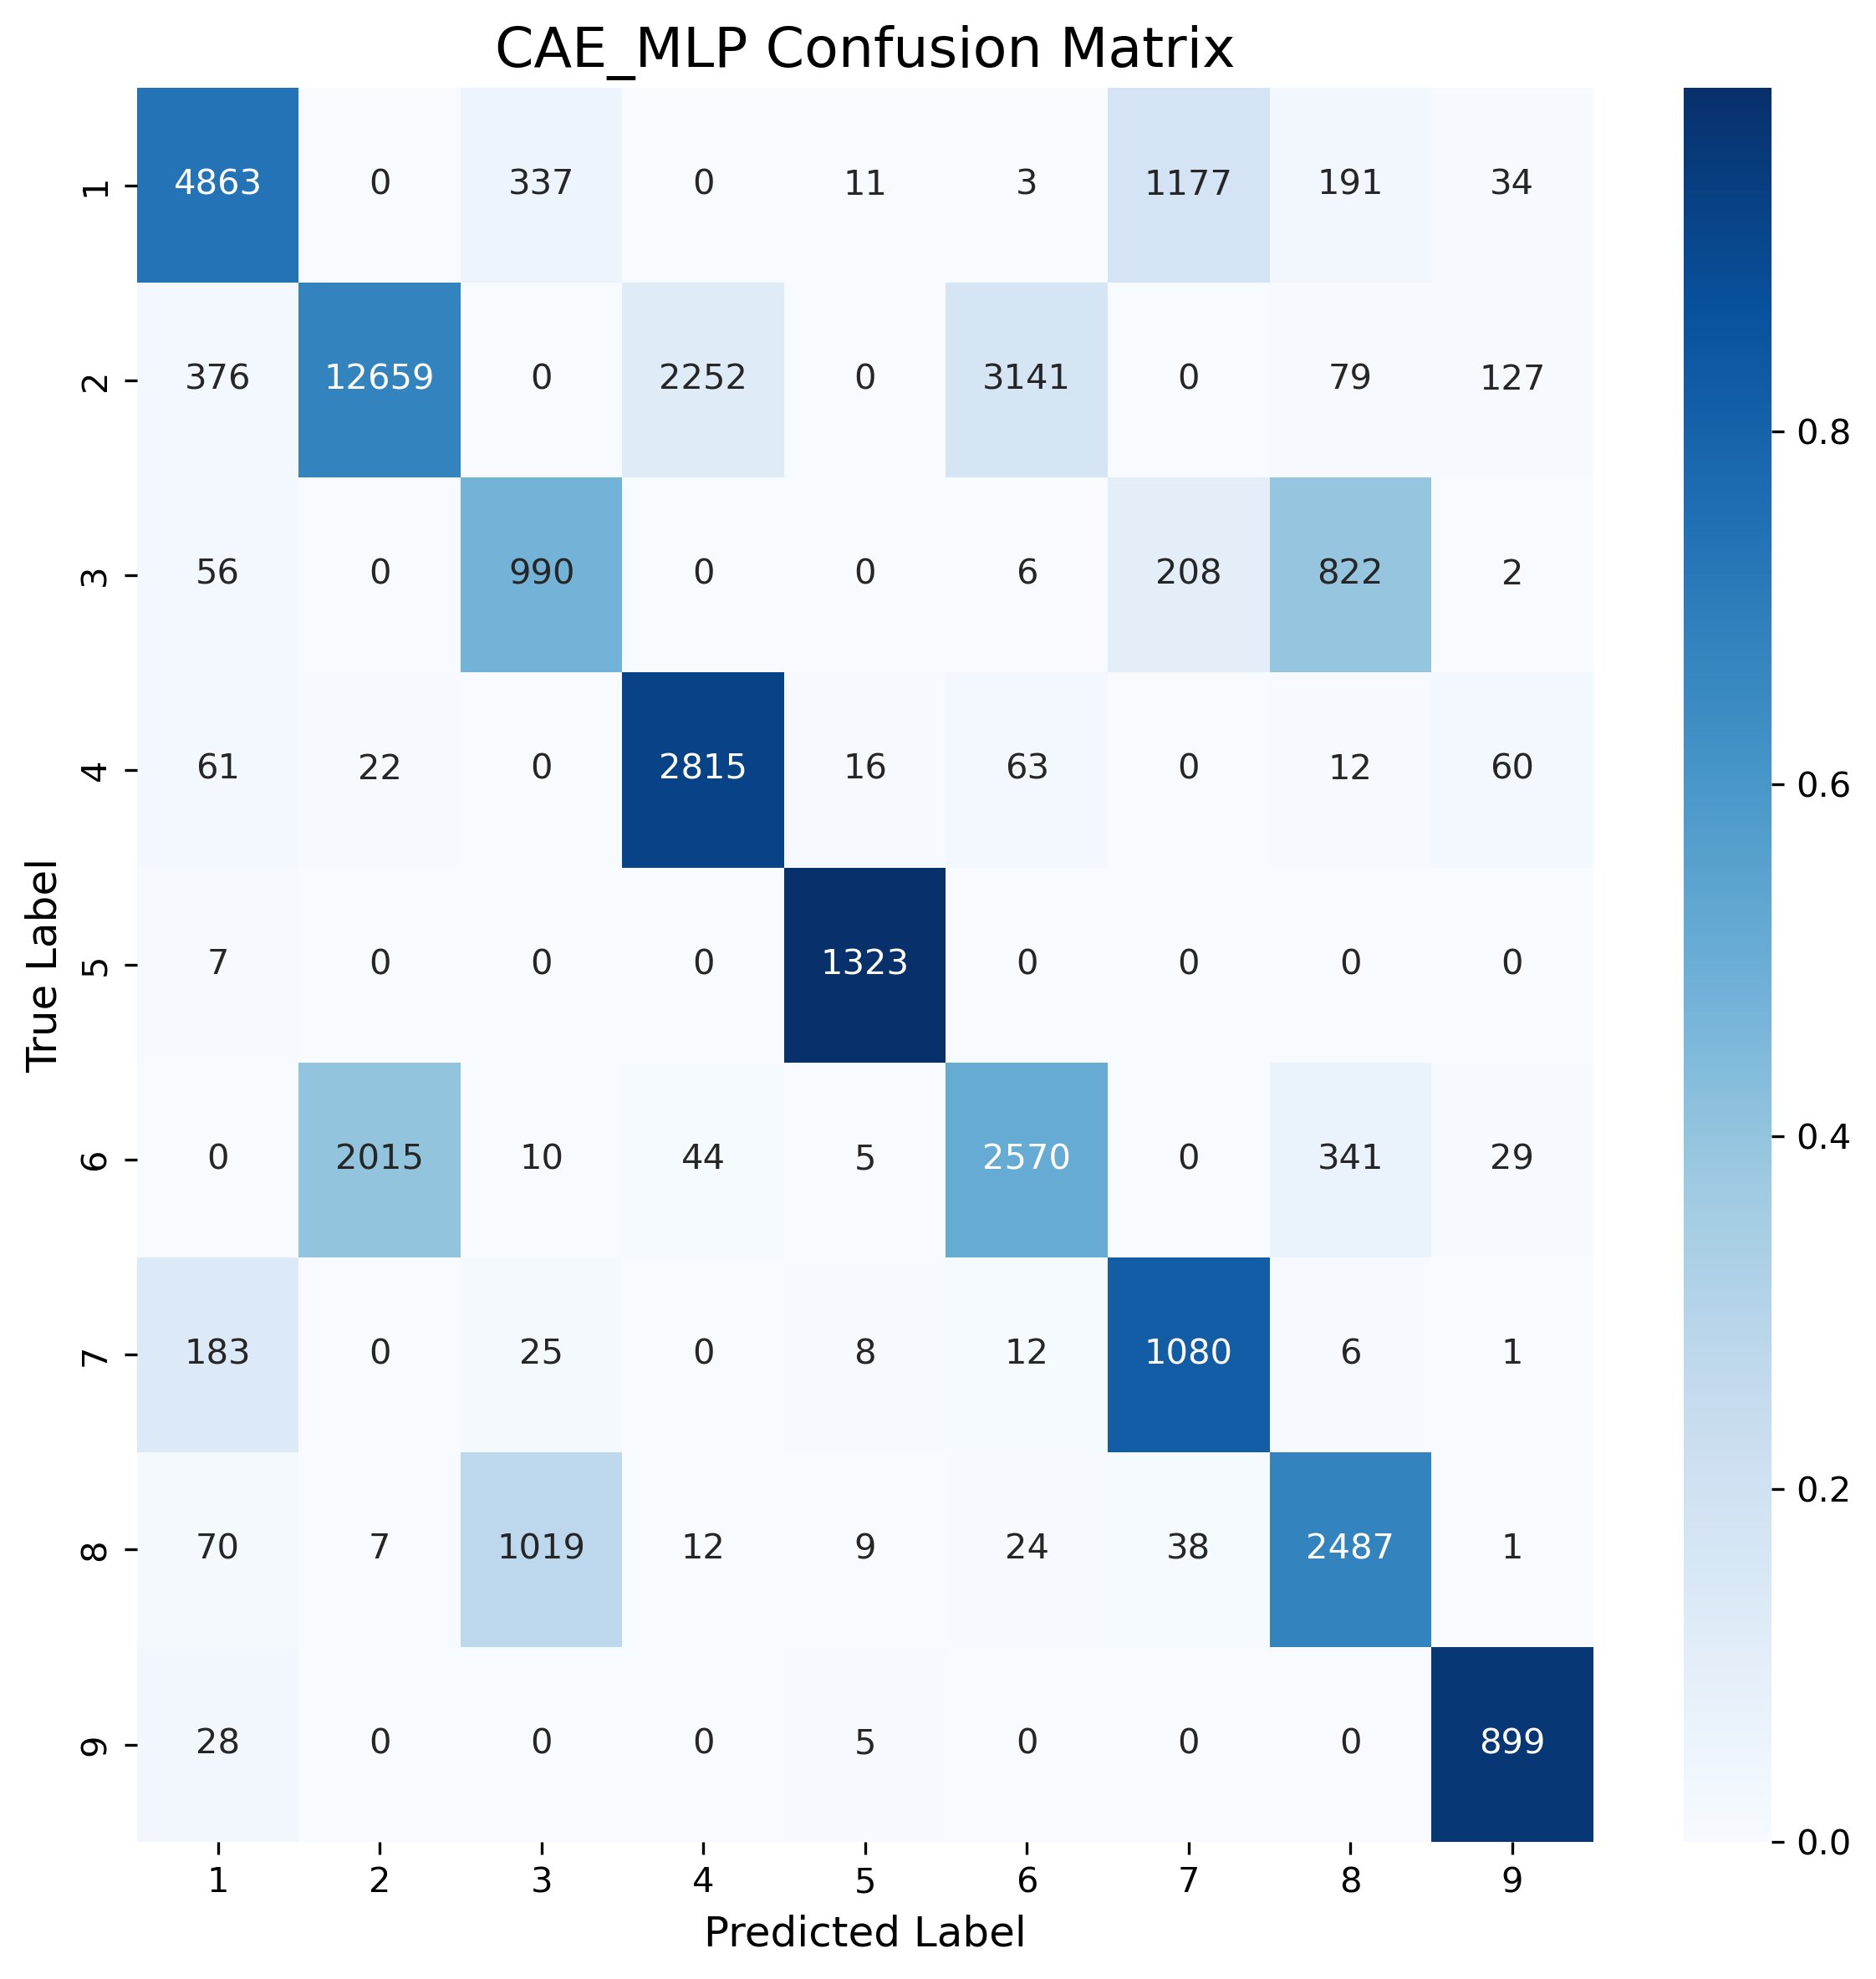 CAE_MLP Confusion Matrix
1 4863 0 337 0 11 3 1177 191 34
2 376 12659 0 2252 0 3141 0 79 127
0.8
3 56 0 990 0 0 6 208 822 2
4 61 22 0 2815 16 63 0 12 60
0.6
True Label
5 7 0 0 0 1323 0 0 0 0
0.4
6 0 2015 10 44 5 2570 0 341 29
7 183 0 25 0 8 12 1080 6 1
0.2
8 70 7 1019 12 9 24 38 2487 1
9 28 0 0 0 5 0 0 0 899
0.0
1 2 3 4 5 6 7 8 9
Predicted Label